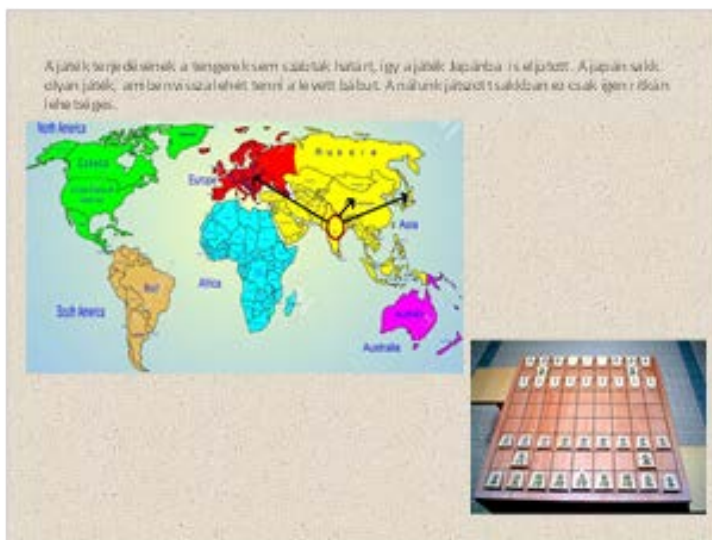 A játék terjedésének a tengerek sem szabtak határt, így a játék Japánba is eljutott. A japán sakk
olyan játék, amiben vissza lehet tenni a levett bábut. A nálunk játszott sakkban ez csak igen ritkán
lehetséges.
North America
Canada
Russia
Europe
Asia
Africa
Brazil
South America
Australia